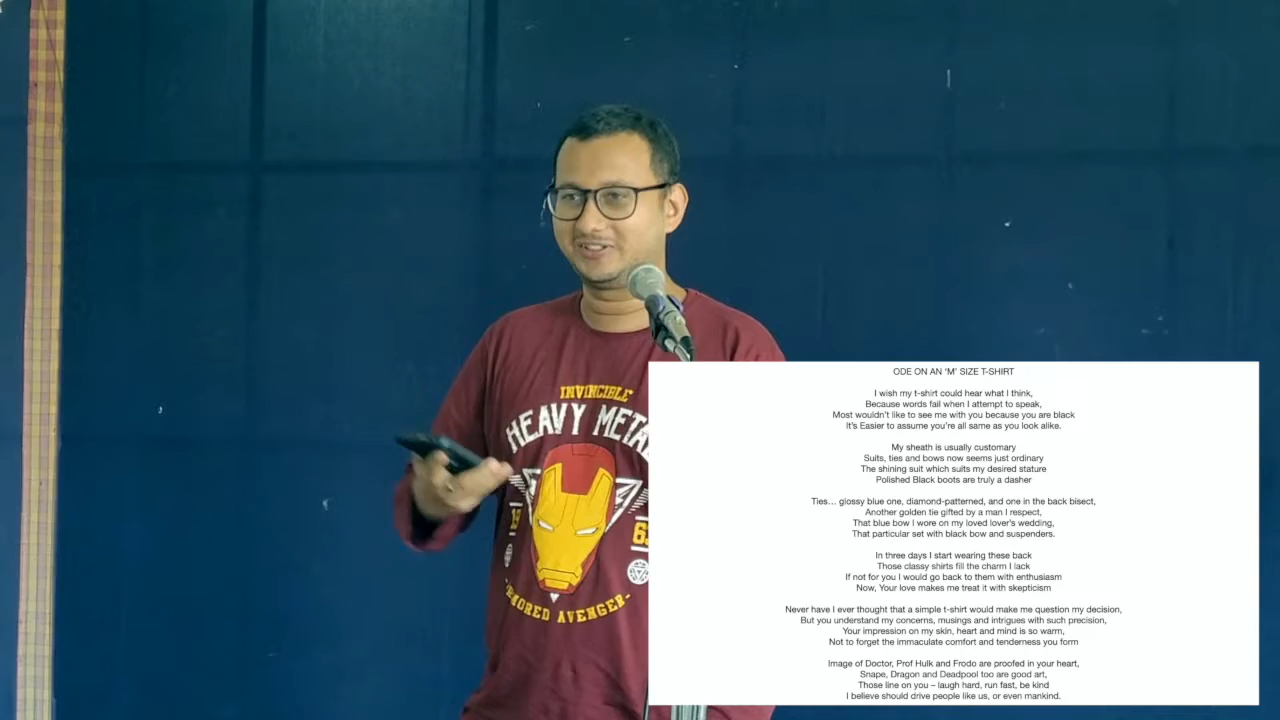 INVINCIBLE
HEAVY META
ARMORED AVENGER-
ODE ON AN ‘M’ SIZE T-SHIRT
I wish my t-shirt could hear what I think,
Because words fail when I attempt to speak,
Most wouldn’t like to see me with you because you are black
It’s Easier to assume you’re all same as you look alike.
My sheath is usually customary
Suits, ties and bows now seems just ordinary
The shining suit which suits my desired stature
Polished Black boots are truly a dasher
Ties… glossy blue one, diamond-patterned, and one in the back bisect,
Another golden tie gifted by a man I respect,
That blue bow I wore on my loved lover’s wedding,
That particular set with black bow and suspenders.
In three days I start wearing these back
Those classy shirts fill the charm I lack
If not for you I would go back to them with enthusiasm
Now, Your love makes me treat it with skepticism
Never have I ever thought that a simple t-shirt would make me question my decision,
But you understand my concerns, musings and intrigues with such precision,
Your impression on my skin, heart and mind is so warm,
Not to forget the immaculate comfort and tenderness you form
Image of Doctor, Prof Hulk and Frodo are proofed in your heart,
Snape, Dragon and Deadpool too are good art,
Those line on you – laugh hard, run fast, be kind
I believe should drive people like us, or even mankind.